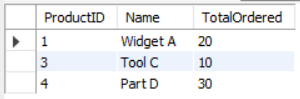 ProductID Name TotalOrdered
1 Widget A 20
3 Tool C 10
4 Part D 30